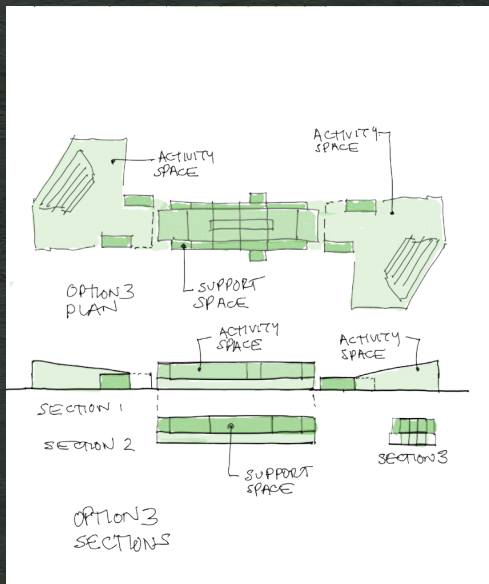 ACTIVITY
SPACE
ACTIVITY
SPACE
OPTION 3
PLAN
SUPPORT
SPACE
ACTIVITY
SPACE
ACTIVITY
SPACE
SECTION 1
SECTION 2
SUPPORT
SPACE
SECTION 3
OPTION 3
SECTIONS